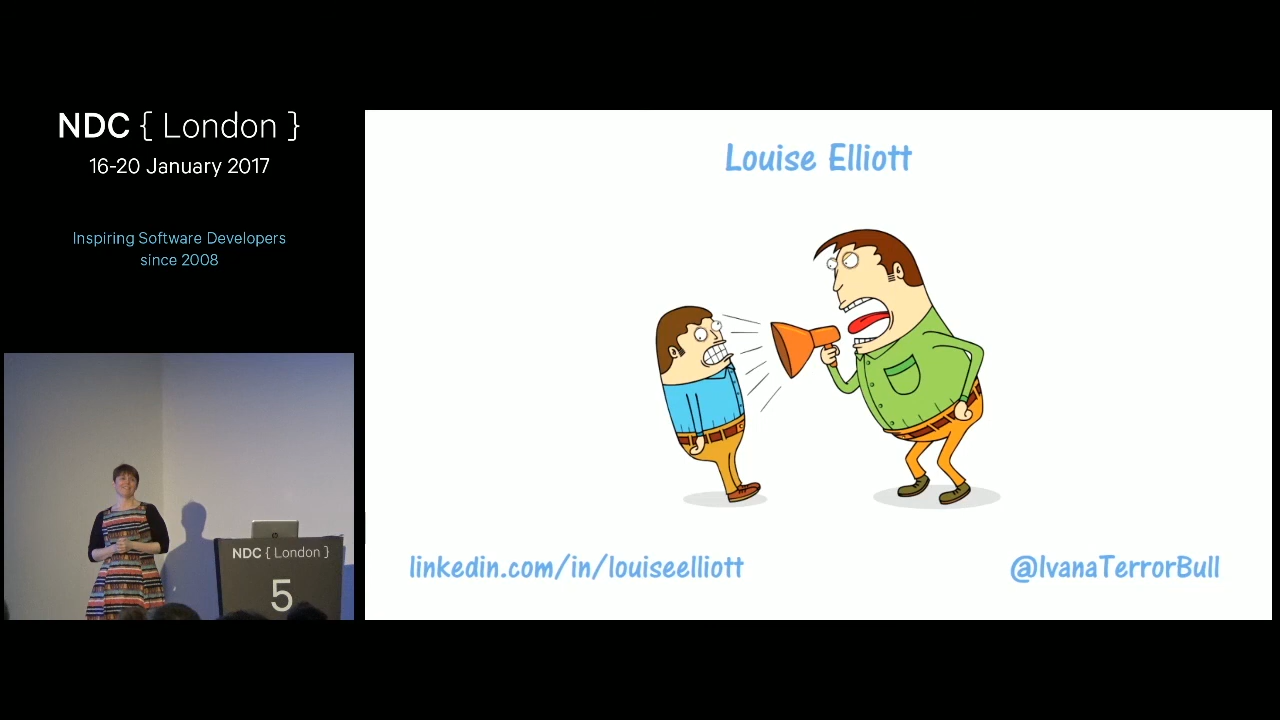 NDC { London }
16-20 January 2017
Inspiring Software Developers
since 2008
Louise Elliott
linkedin.com/in/louiseelliott
@IvanaTerrorBull
NDC { London }
5